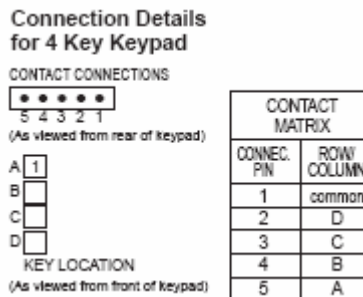 Connection Details
for 4 Key Keypad
CONTACT CONNECTIONS
5 4 3 2 1
(As viewed from rear of keypad)
A 1
B
C
D
KEY LOCATION
(As viewed from front of keypad)
CONTACT
MATRIX
CONNEC. ROW/
PIN COLUMN
1 common
2 D
3 C
4 B
5 A